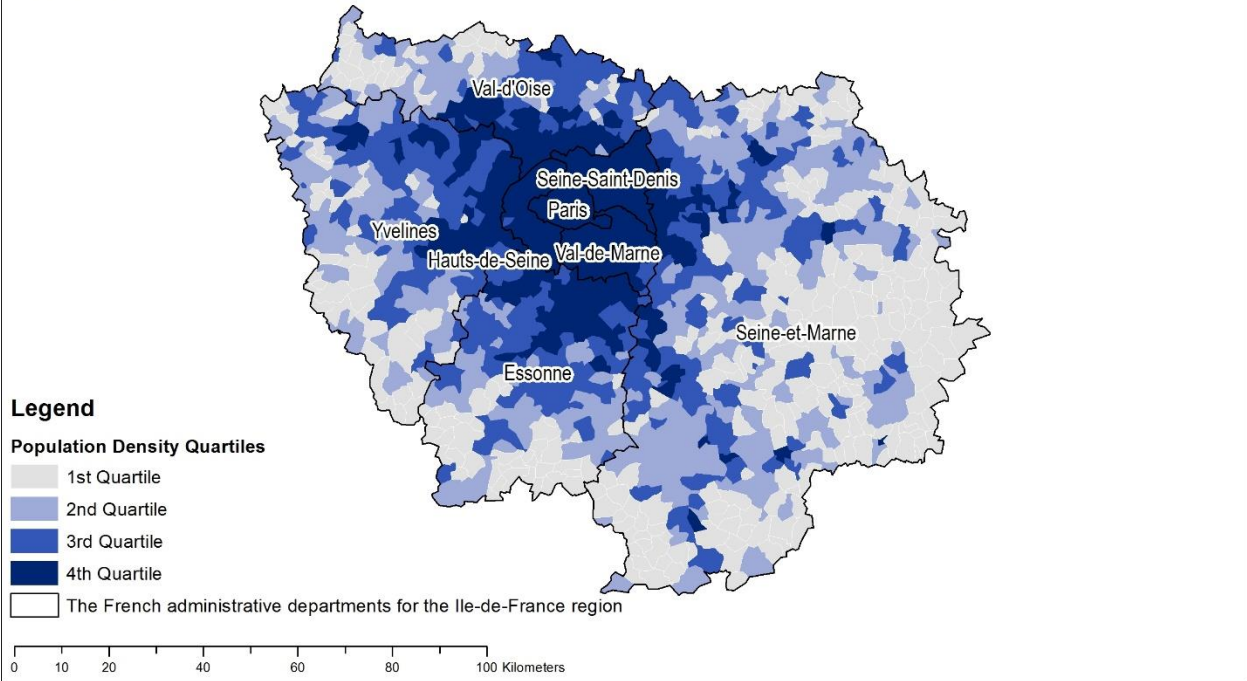 Val-d'Oise
Seine-Saint-Denis
Paris
Yvelines
Val-de-Marne
Hauts-de-Seine
Seine-et-Marne
Essonne
Legend
Population Density Quartiles
1st Quartile
2nd Quartile
3rd Quartile
4th Quartile
The French administrative departments for the Ile-de-France region
0 10 20 40 60 80 100 Kilometers